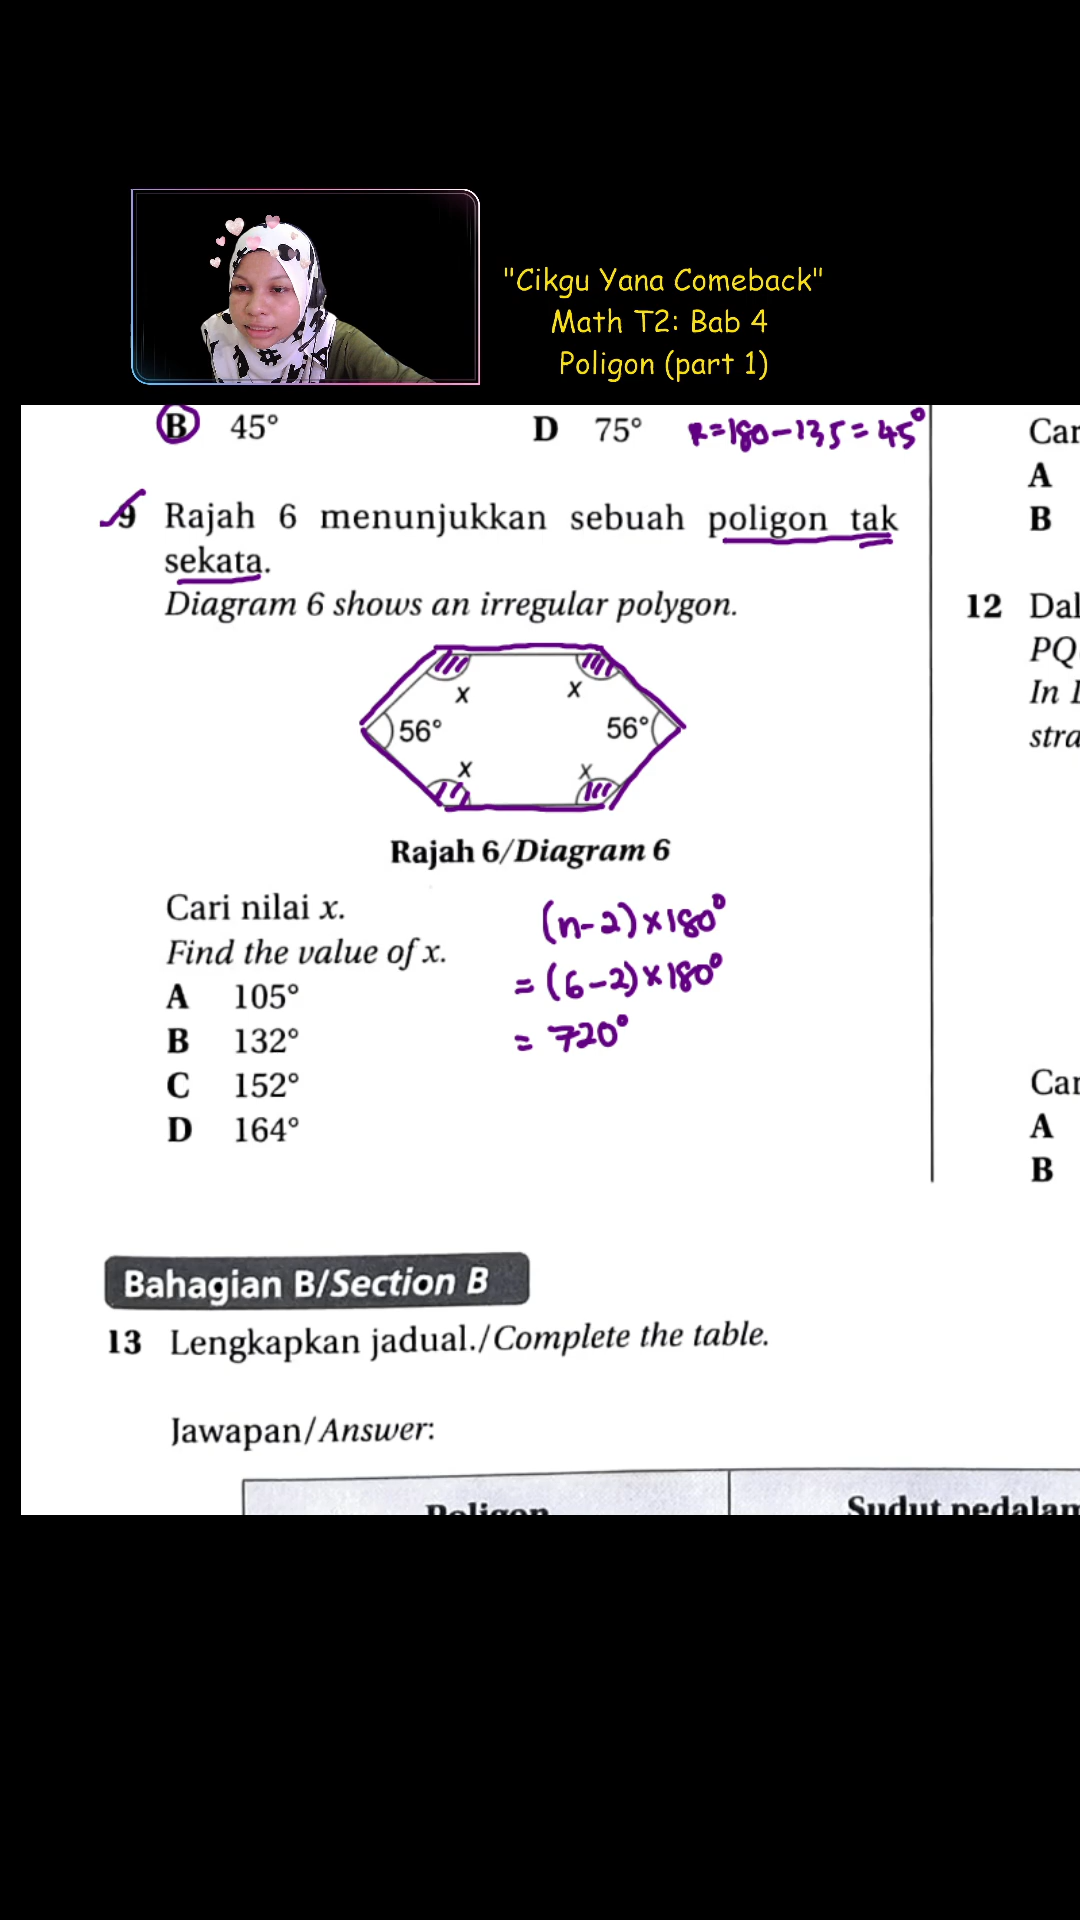 "Cikgu Yana Comeback"
Math T2: Bab 4
Poligon (part 1)
B 45° D 75° R=180-135=45°
9 Rajah 6 menunjukkan sebuah poligon tak
sekata.
Diagram 6 shows an irregular polygon.
x x
56° 56°
x x
Rajah 6/Diagram 6
Cari nilai x.
Find the value of x.
A 105°
B 132°
C 152°
D 164°
(n-2)×180°
= (6-2)×180°
= 720°
Bahagian B/Section B
13 Lengkapkan jadual./Complete the table.
Jawapan/Answer:
Poligon Sudut pedalam
A
B
12 Dal
PQ
In
stra
A
B